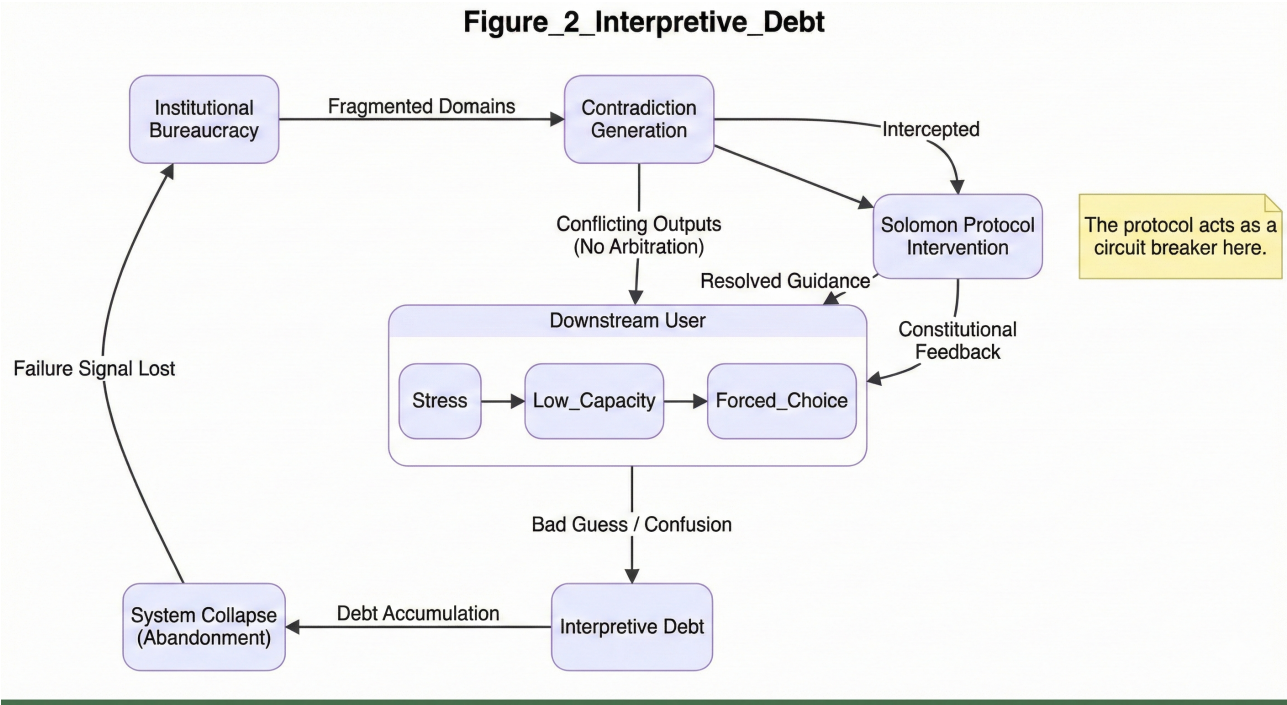 Figure_2_Interpretive_Debt
Institutional
Bureaucracy
Fragmented Domains
Contradiction
Generation
Intercepted
Conflicting Outputs
(No Arbitration)
Solomon Protocol
Intervention
The protocol acts as a
circuit breaker here.
Resolved Guidance
Constitutional
Feedback
Downstream User
Stress
Low_Capacity
Forced_Choice
Failure Signal Lost
Bad Guess / Confusion
System Collapse
(Abandonment)
Debt Accumulation
Interpretive Debt